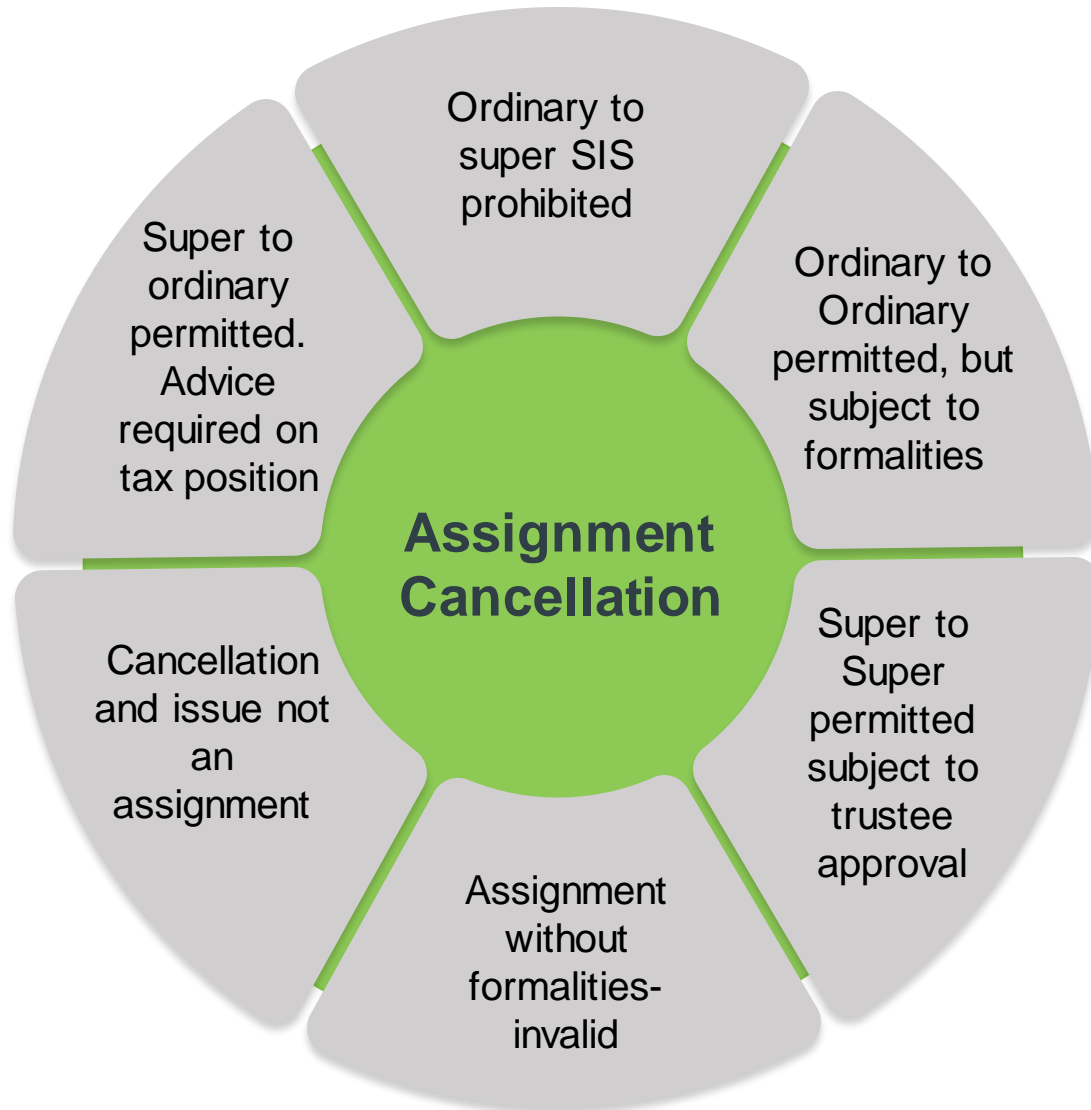 Ordinary to
super SIS
prohibited
Ordinary to
Ordinary
permitted, but
subject to
formalities
Super to
Super
permitted
subject to
trustee
approval
Assignment
without
formalities-
invalid
Cancellation
and issue not
an
assignment
Super to
ordinary
permitted.
Advice
required on
tax position
Assignment
Cancellation